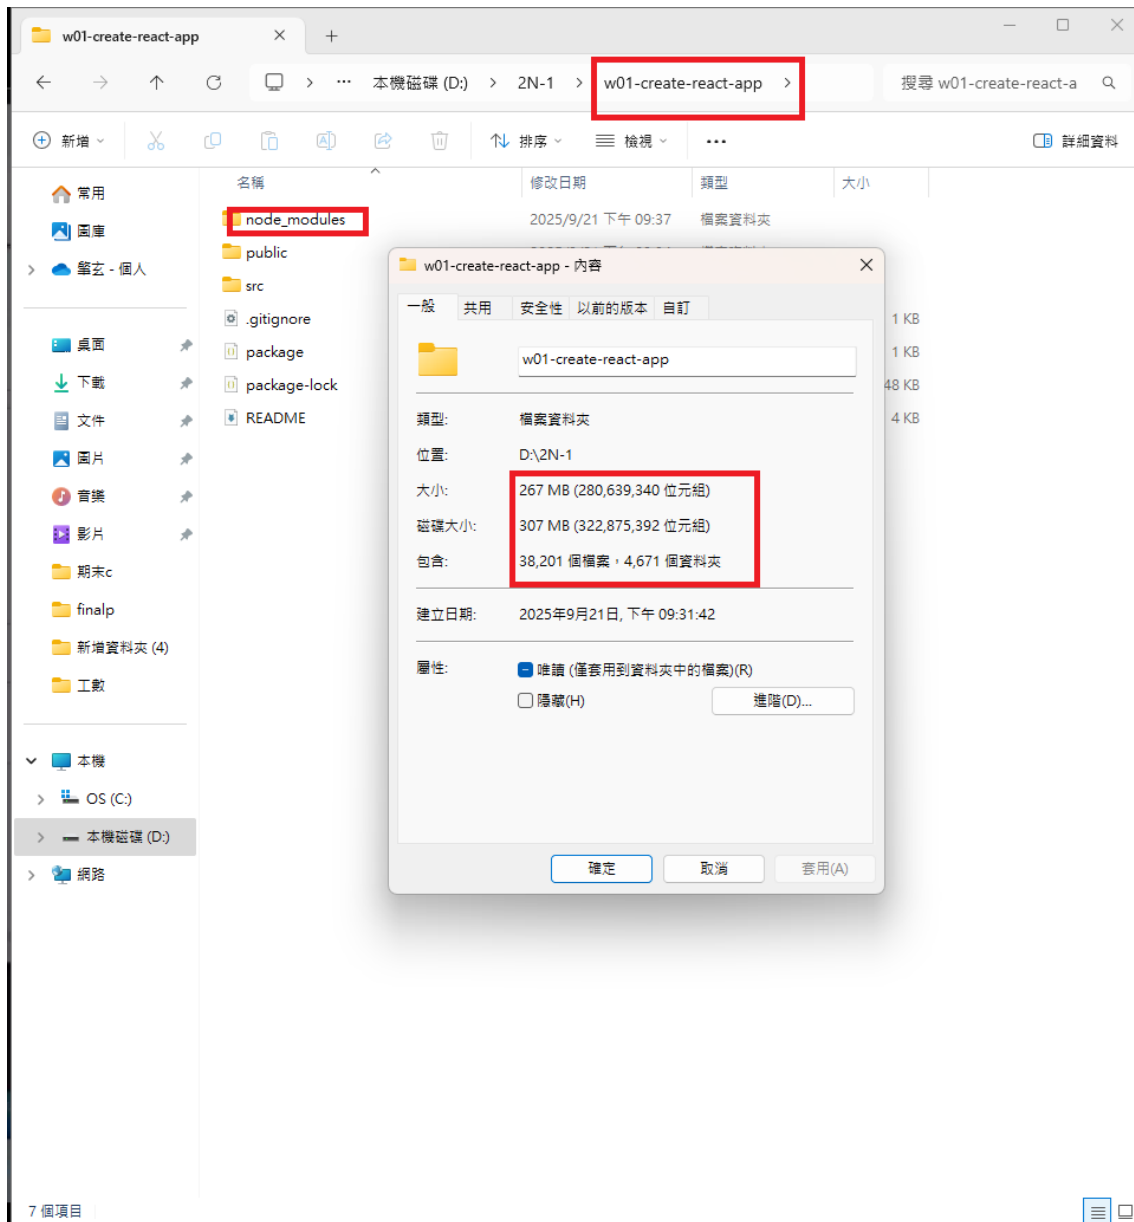 w01-create-react-app
本機磁碟 (D:) > 2N-1 > w01-create-react-app >
搜尋 w01-create-react-a
新增
排序
檢視
詳細資料
名稱 修改日期 類型 大小
常用
圖庫
擎玄 - 個人
桌面
下載
文件
圖片
音樂
影片
期末c
finalp
新增資料夾 (4)
工數
本機
OS (C:)
本機磁碟 (D:)
網路
node_modules 2025/9/21 下午 09:37 檔案資料夾
public
src
.gitignore 1 KB
package 1 KB
package-lock 48 KB
README 4 KB
w01-create-react-app - 內容
一般 共用 安全性 以前的版本 自訂
w01-create-react-app
類型: 檔案資料夾
位置: D:\2N-1
大小: 267 MB (280,639,340 位元組)
磁碟大小: 307 MB (322,875,392 位元組)
包含: 38,201 個檔案，4,671 個資料夾
建立日期: 2025年9月21日, 下午 09:31:42
屬性: 唯讀 (僅套用到資料夾中的檔案)(R)
隱藏(H) 進階(D)...
確定 取消 套用(A)
7 個項目